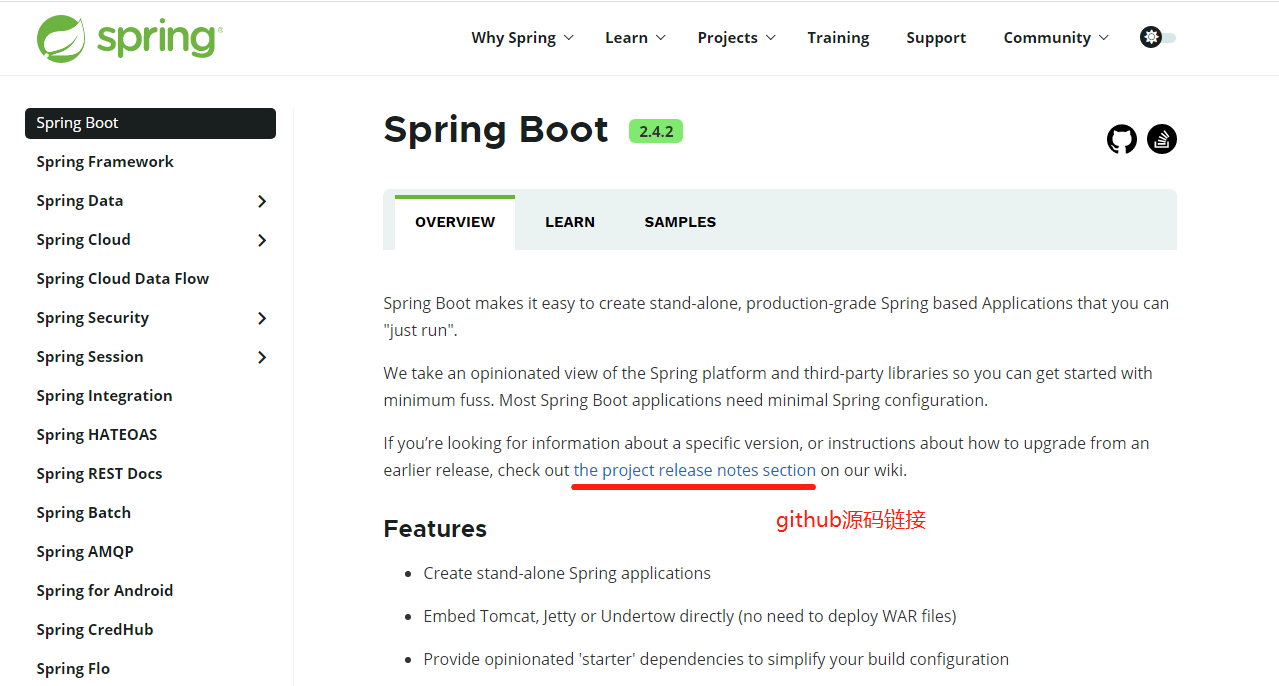 spring®
Why Spring
Learn
Projects
Training
Support
Community
Spring Boot
Spring Framework
Spring Data
Spring Cloud
Spring Cloud Data Flow
Spring Security
Spring Session
Spring Integration
Spring HATEOAS
Spring REST Docs
Spring Batch
Spring AMQP
Spring for Android
Spring CredHub
Spring Flo
Spring Boot 2.4.2
OVERVIEW
LEARN
SAMPLES
Spring Boot makes it easy to create stand-alone, production-grade Spring based Applications that you can
"just run".
We take an opinionated view of the Spring platform and third-party libraries so you can get started with
minimum fuss. Most Spring Boot applications need minimal Spring configuration.
If you’re looking for information about a specific version, or instructions about how to upgrade from an
earlier release, check out the project release notes section on our wiki.
github源码链接
Features
Create stand-alone Spring applications
Embed Tomcat, Jetty or Undertow directly (no need to deploy WAR files)
Provide opinionated 'starter' dependencies to simplify your build configuration